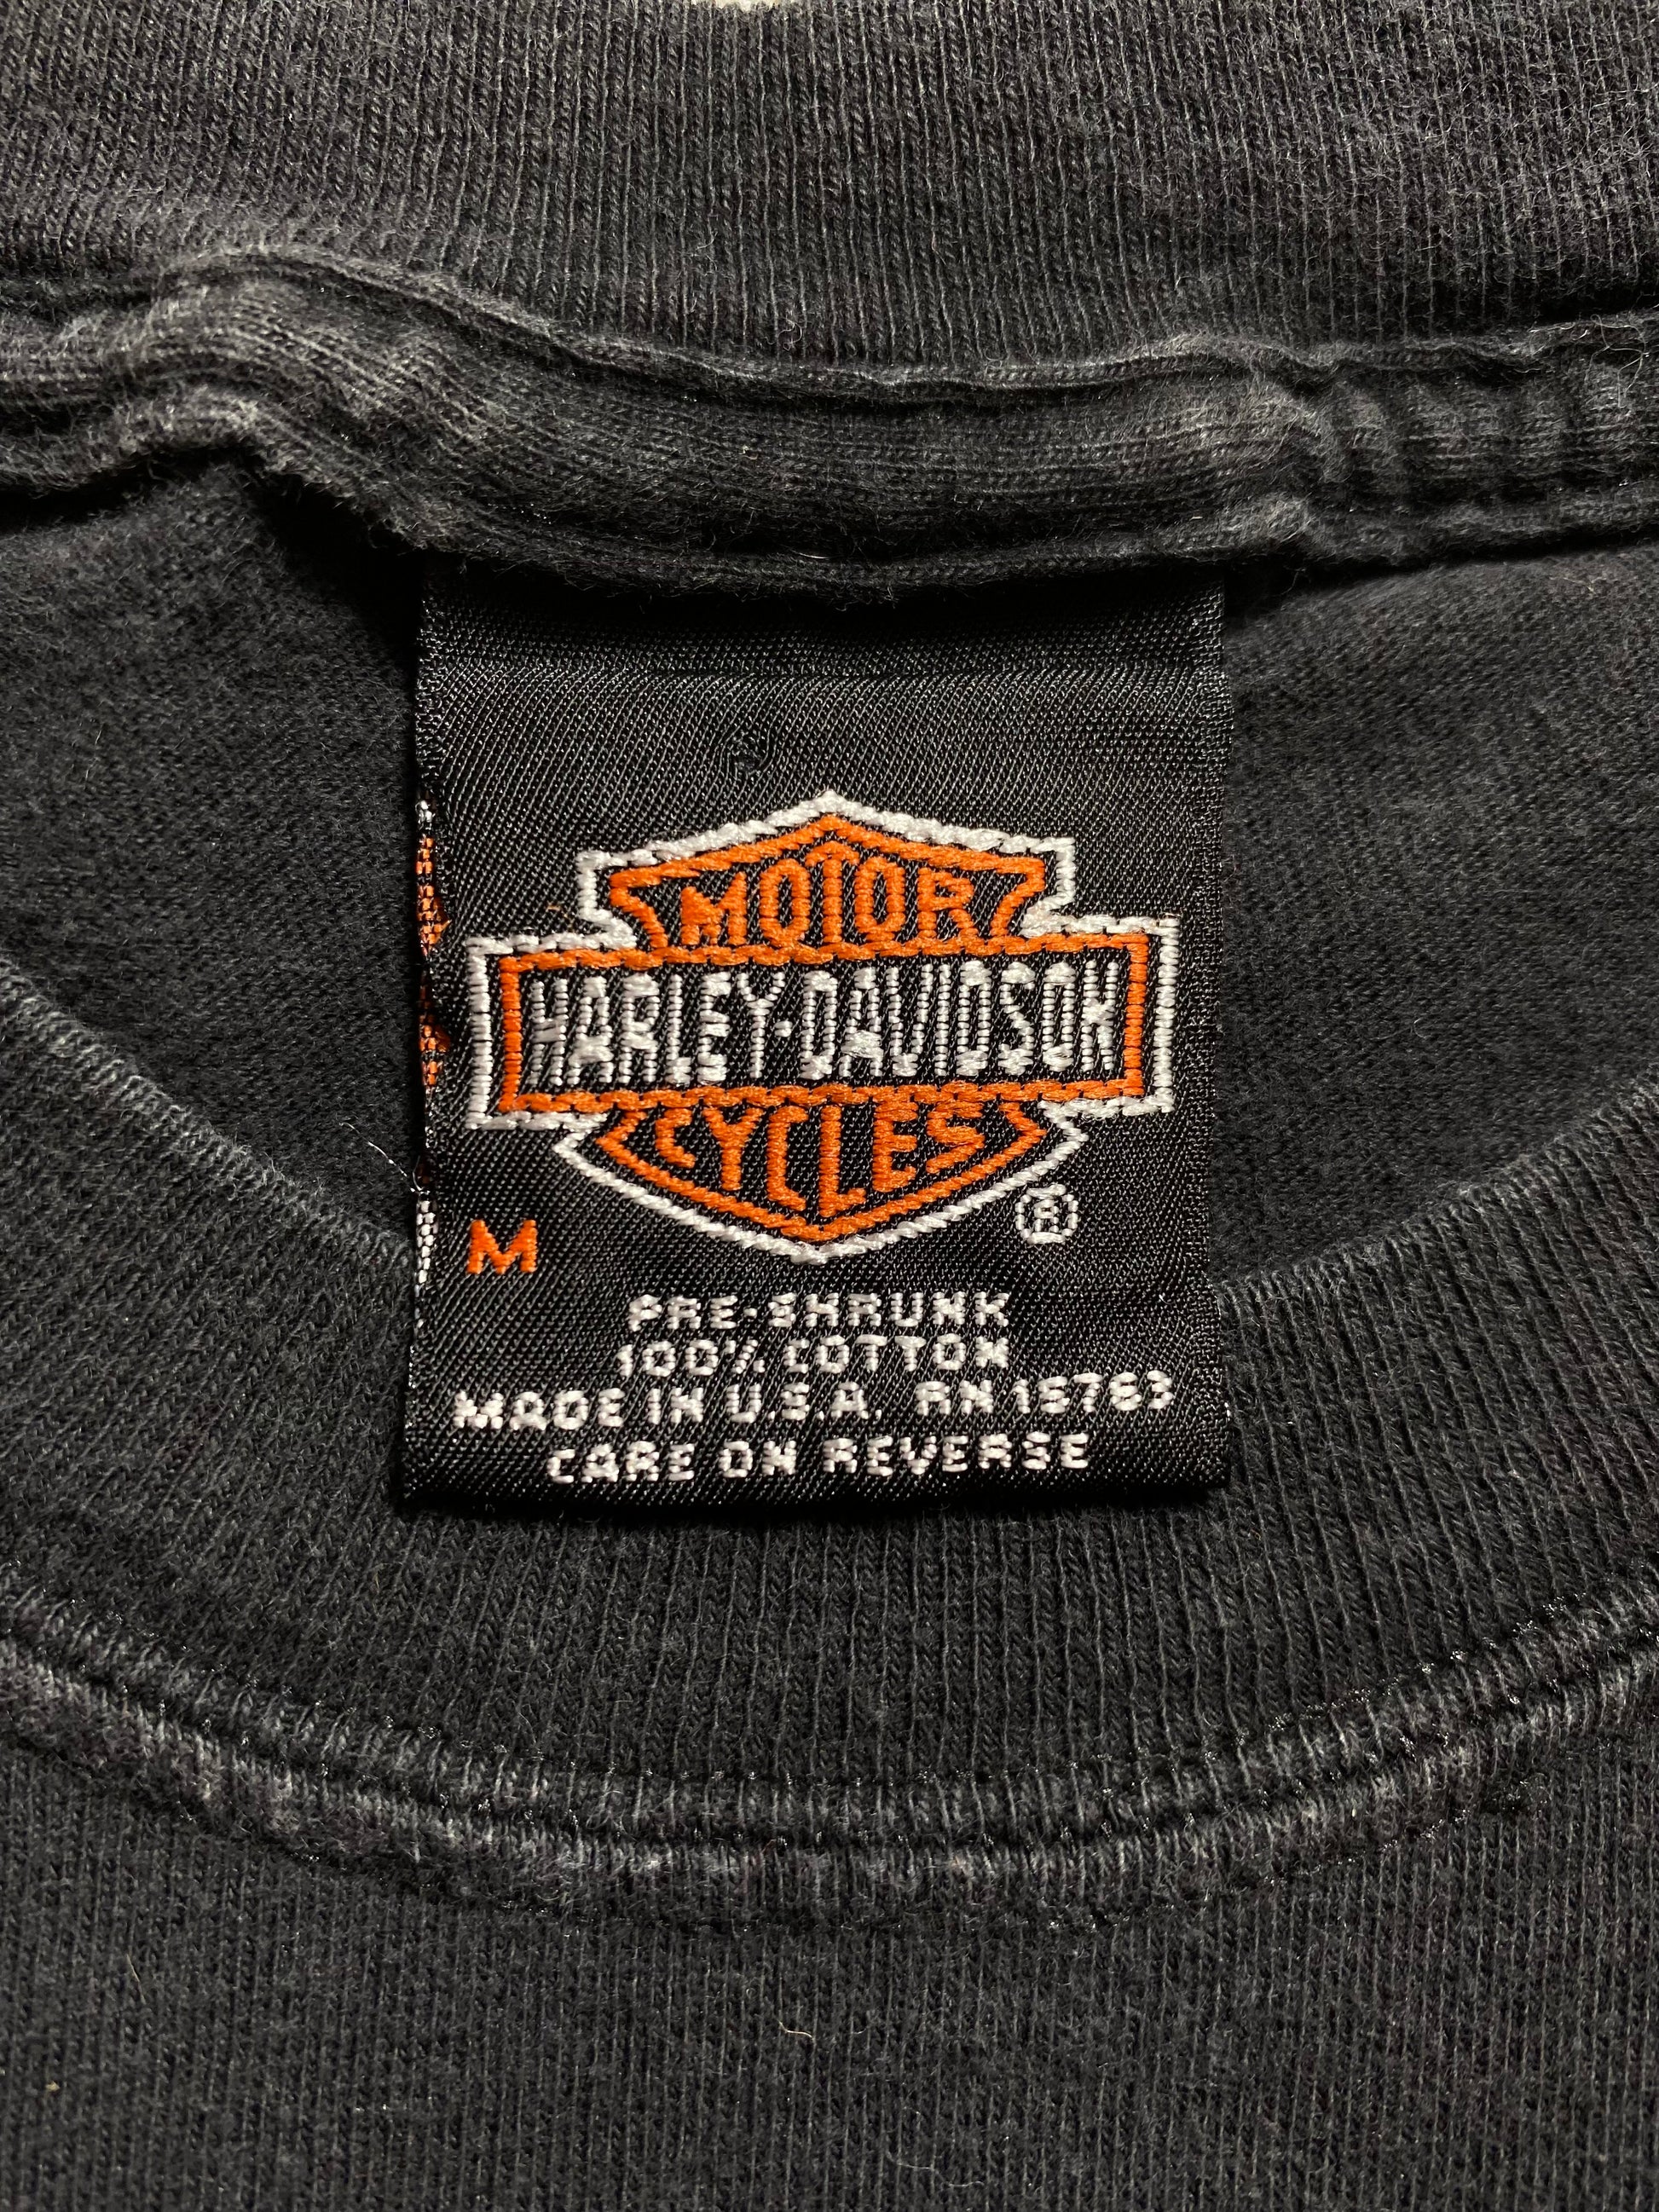 MOTOR
HARLEY-DAVIDSON
CYCLES
®
M
PRE-SHRUNK
100% COTTON
MADE IN U.S.A. RN 15763
CARE ON REVERSE